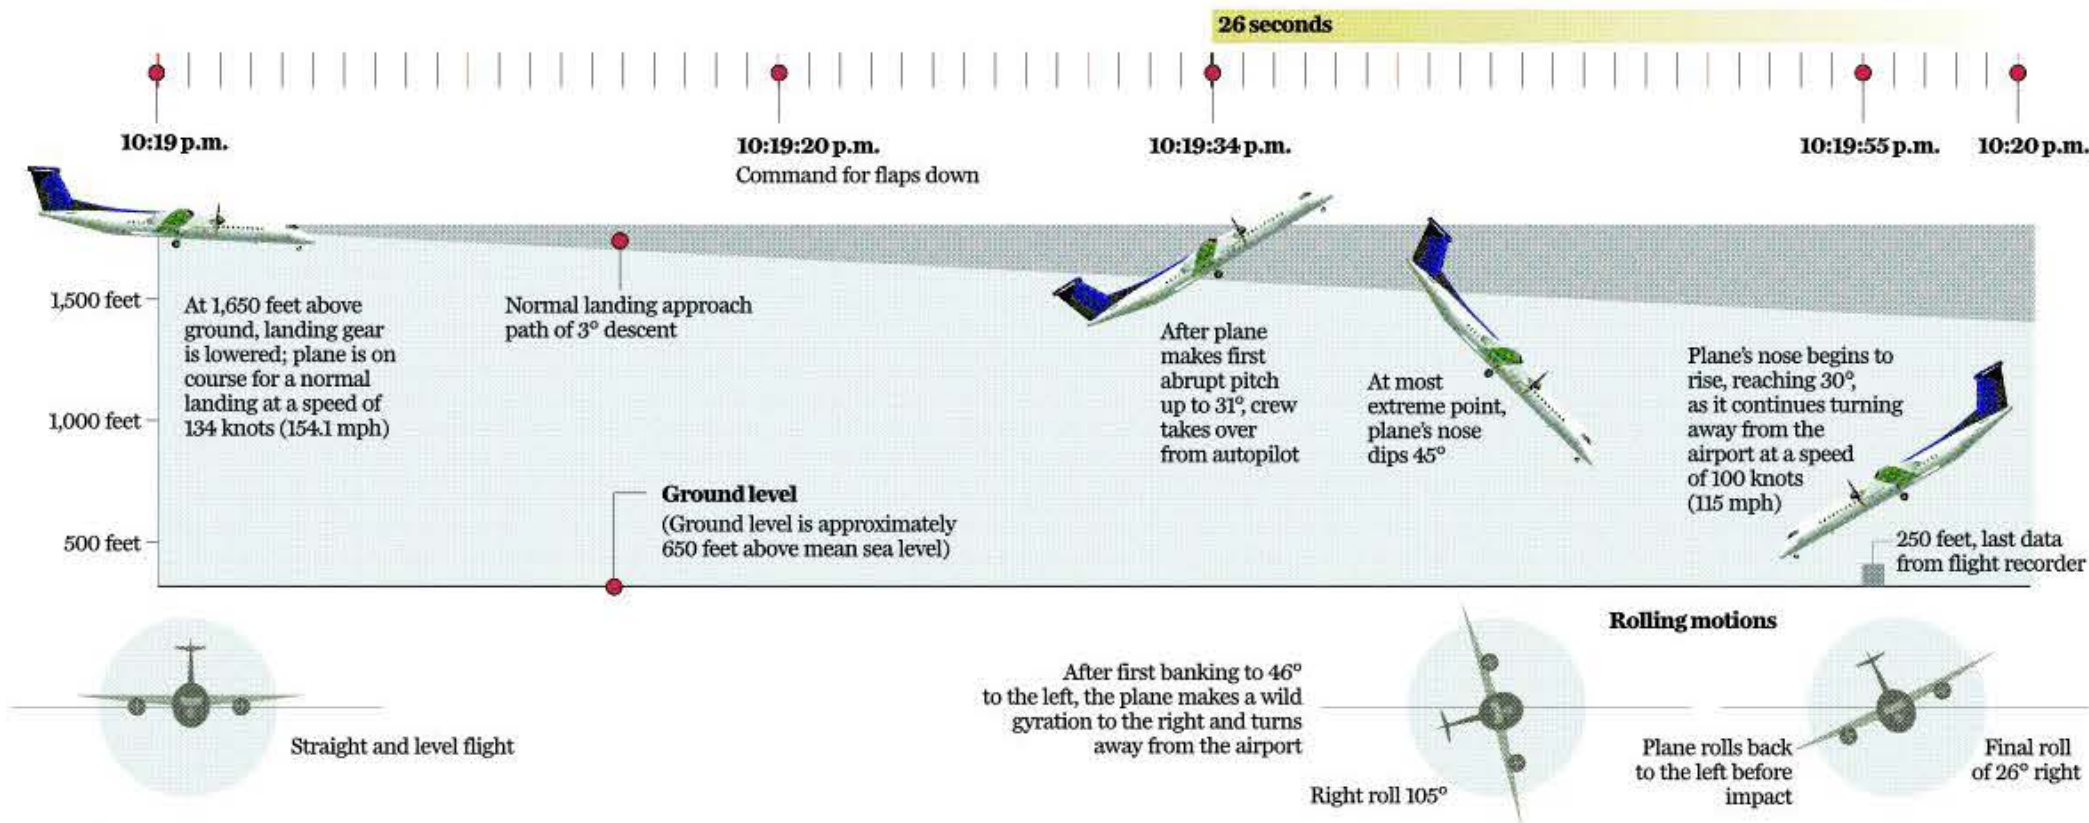 26 seconds
10:19 p.m.
10:19:20 p.m.
Command for flaps down
10:19:34 p.m.
10:19:55 p.m.
10:20 p.m.
1,500 feet
1,000 feet
500 feet
At 1,650 feet above
ground, landing gear
is lowered; plane is on
course for a normal
landing at a speed of
134 knots (154.1 mph)
Normal landing approach
path of 3° descent
Ground level
(Ground level is approximately
650 feet above mean sea level)
After plane
makes first
abrupt pitch
up to 31°, crew
takes over
from autopilot
At most
extreme point,
plane's nose
dips 45°
Plane's nose begins to
rise, reaching 30°,
as it continues turning
away from the
airport at a speed
of 100 knots
(115 mph)
250 feet, last data
from flight recorder
Straight and level flight
Rolling motions
After first banking to 46°
to the left, the plane makes a wild
gyration to the right and turns
away from the airport
Right roll 105°
Plane rolls back
to the left before
impact
Final roll
of 26° right